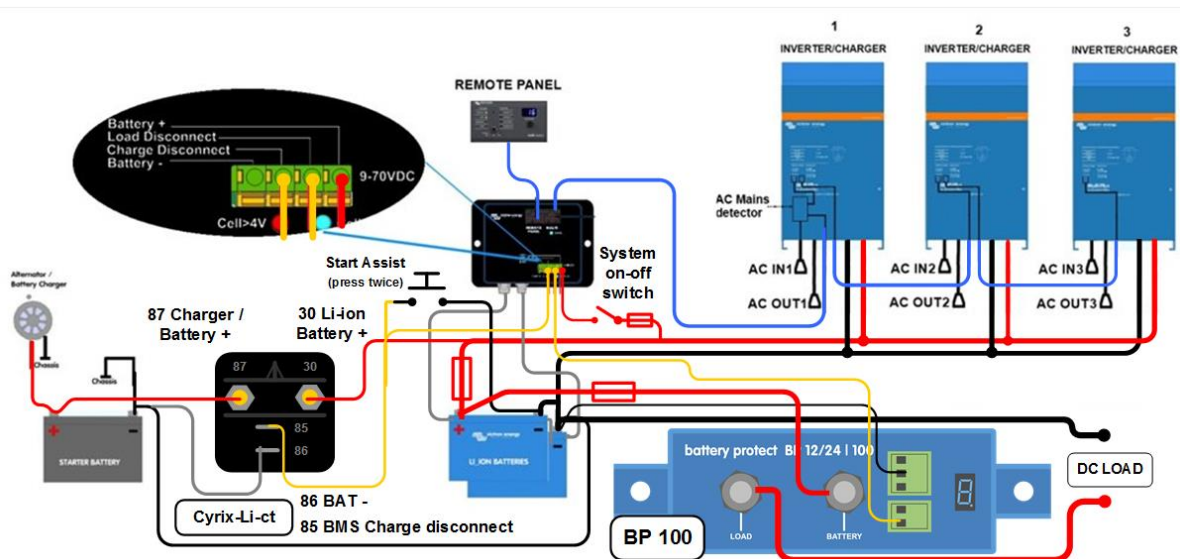 1
INVERTER/CHARGER
2
INVERTER/CHARGER
3
INVERTER/CHARGER
REMOTE PANEL
Battery +
Load Disconnect
Charge Disconnect
Battery -
9-70VDC
Cell>4V
AC Mains
detector
AC IN1
AC OUT1
AC IN2
AC OUT2
AC IN3
AC OUT3
System
on-off
switch
Start Assist
(press twice)
Alternator /
Battery Charger
Chassis
Chassis
87 Charger /
Battery +
30 Li-ion
Battery +
87
30
85
86
+
-
STARTER BATTERY
Cyrix-Li-ct
86 BAT -
85 BMS Charge disconnect
+
-
victron energy
LI_ION BATTERIES
battery protect BP 12/24 | 100
LOAD
BATTERY
BP 100
DC LOAD